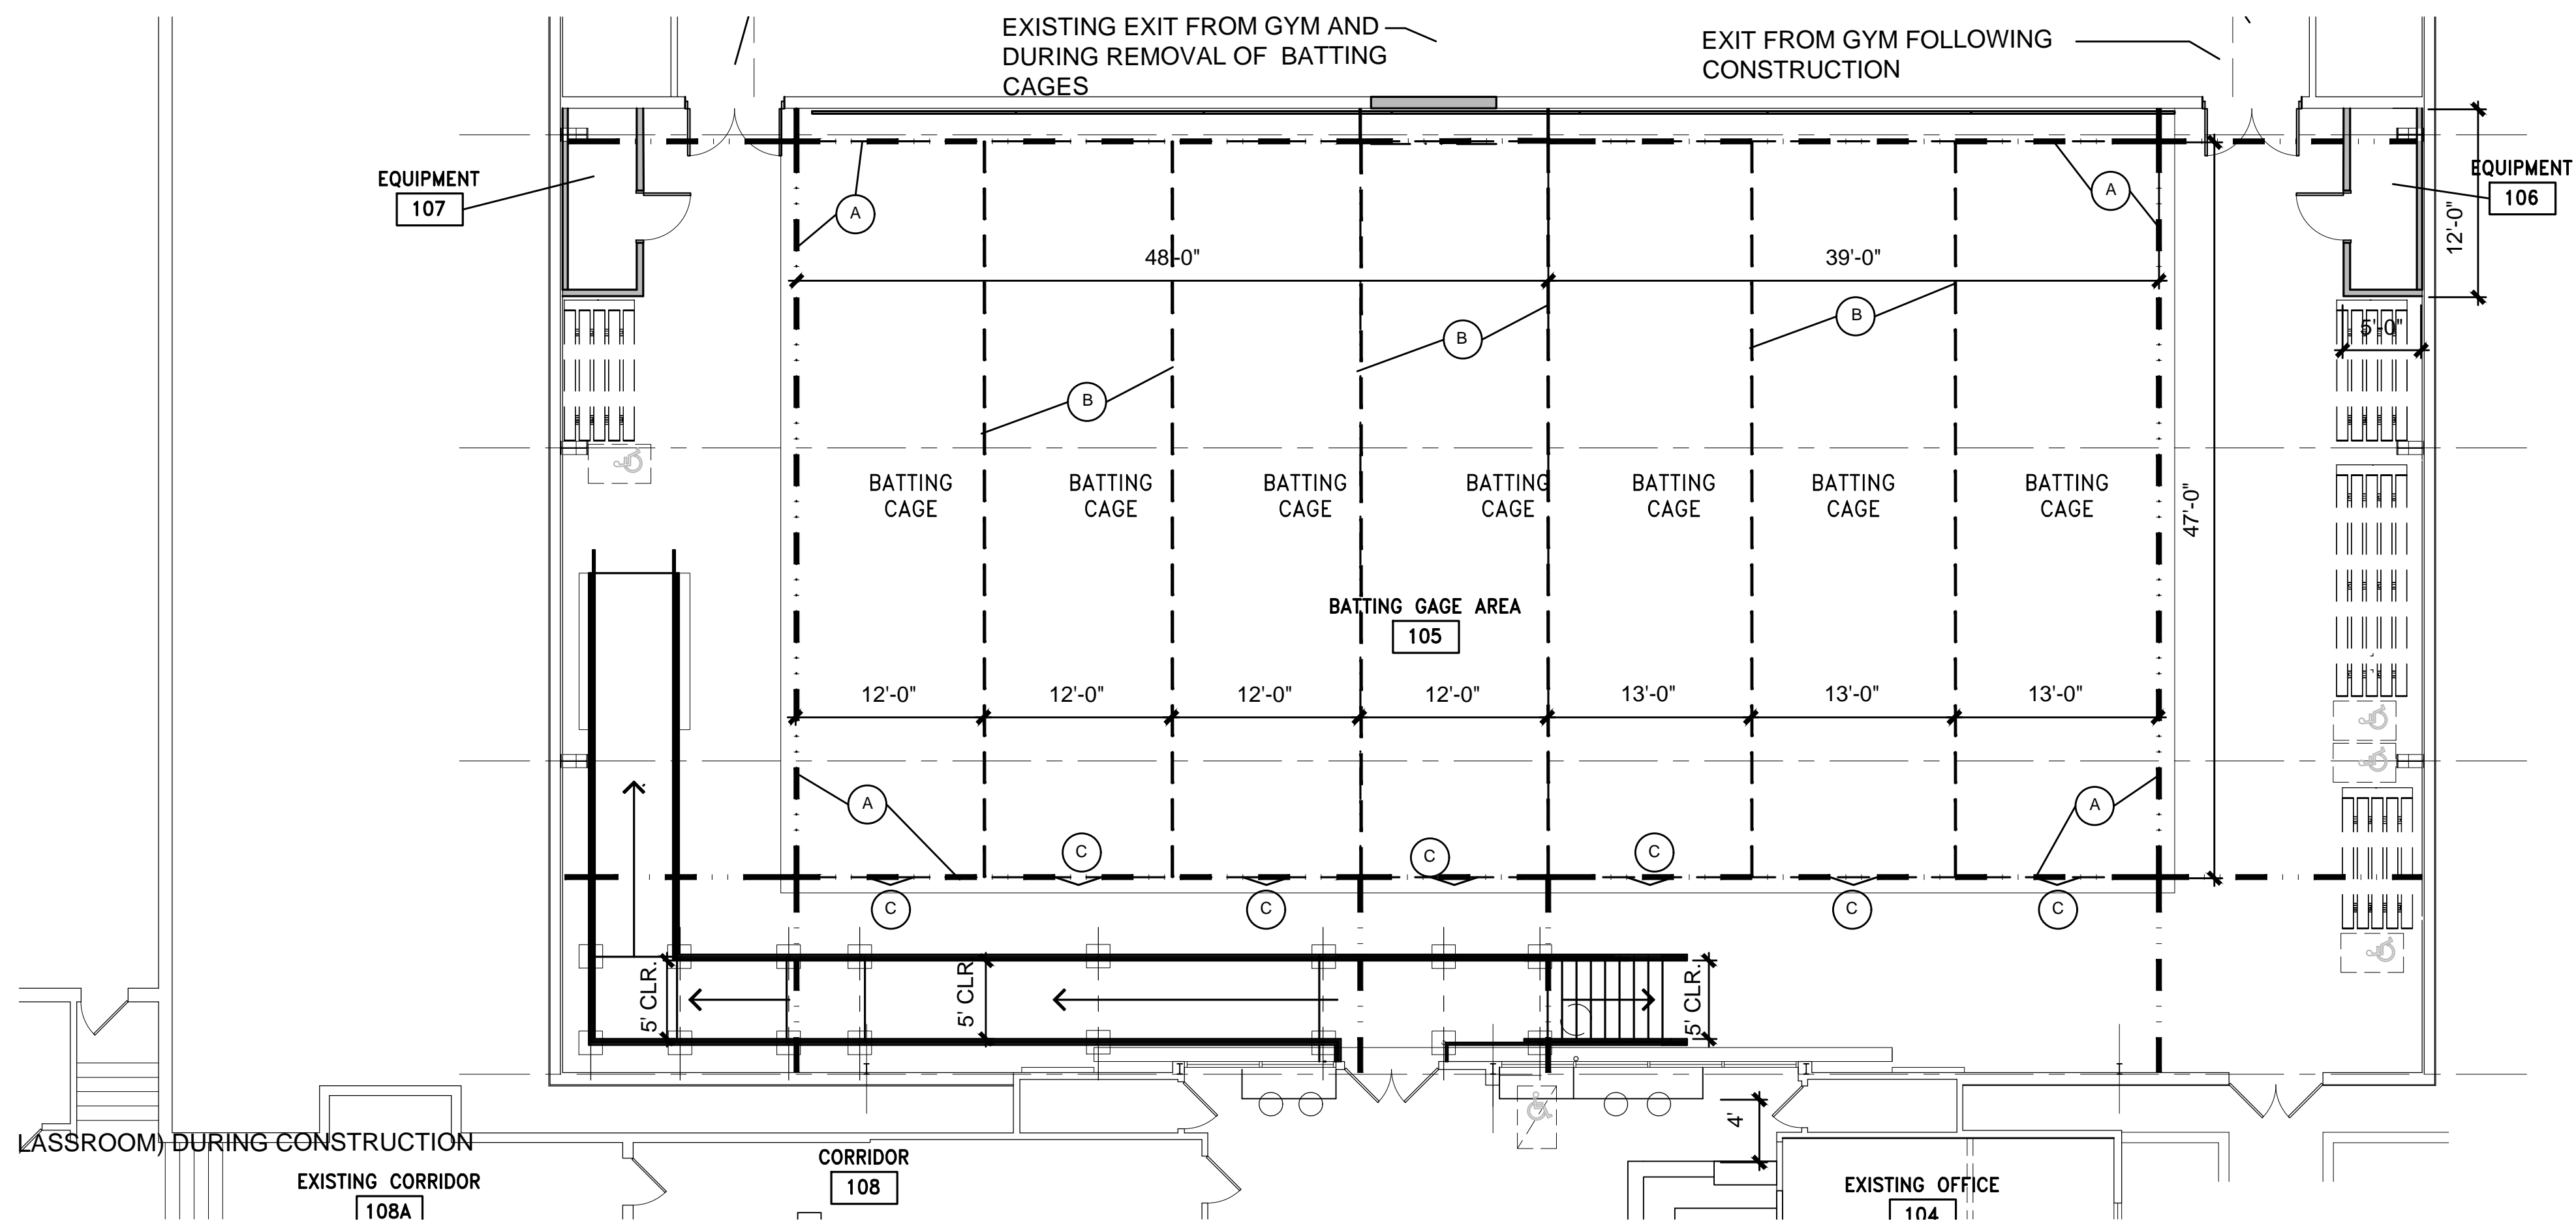 EXISTING EXIT FROM GYM AND
DURING REMOVAL OF BATTING
CAGES
EXIT FROM GYM FOLLOWING
CONSTRUCTION
EQUIPMENT
107
EQUIPMENT
106
A
A
12'-0"
48'-0"
39'-0"
B
B
B
5'-0"
BATTING
CAGE
BATTING
CAGE
BATTING
CAGE
BATTING
CAGE
BATTING
CAGE
BATTING
CAGE
BATTING
CAGE
47'-0"
BATTING GAGE AREA
105
12'-0"
12'-0"
12'-0"
12'-0"
13'-0"
13'-0"
13'-0"
A
A
C
C
C
C
C
C
C
5' CLR.
5' CLR.
5' CLR.
4'
LASSROOM) DURING CONSTRUCTION
EXISTING CORRIDOR
108A
CORRIDOR
108
EXISTING OFFICE
104